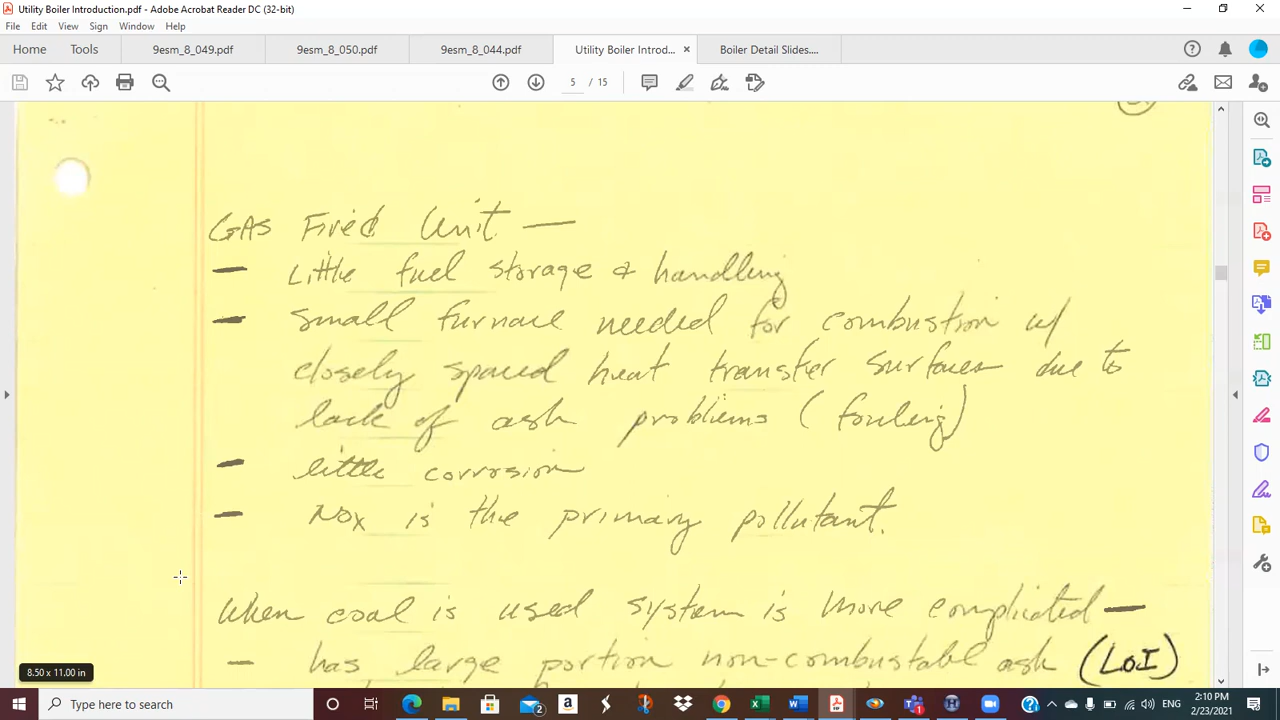 Utility Boiler Introduction.pdf - Adobe Acrobat Reader DC (32-bit)
File Edit View Sign Window Help
Home Tools 9esm_8_049.pdf 9esm_8_050.pdf 9esm_8_044.pdf Utility Boiler Introd... × Boiler Detail Slides....
5 / 15
GAS Fired Unit —
— Little fuel storage & handling
— Small furnace needed for combustion w/
closely spaced heat transfer surfaces due to
lack of ash problems (fouling)
— little corrosion
— NOx is the primary pollutant.
When coal is used system is more complicated —
— has large portion non-combustable ash (LOI)
8.50 x 11.00 in
Type here to search
2
1
ENG
2:10 PM
2/23/2021